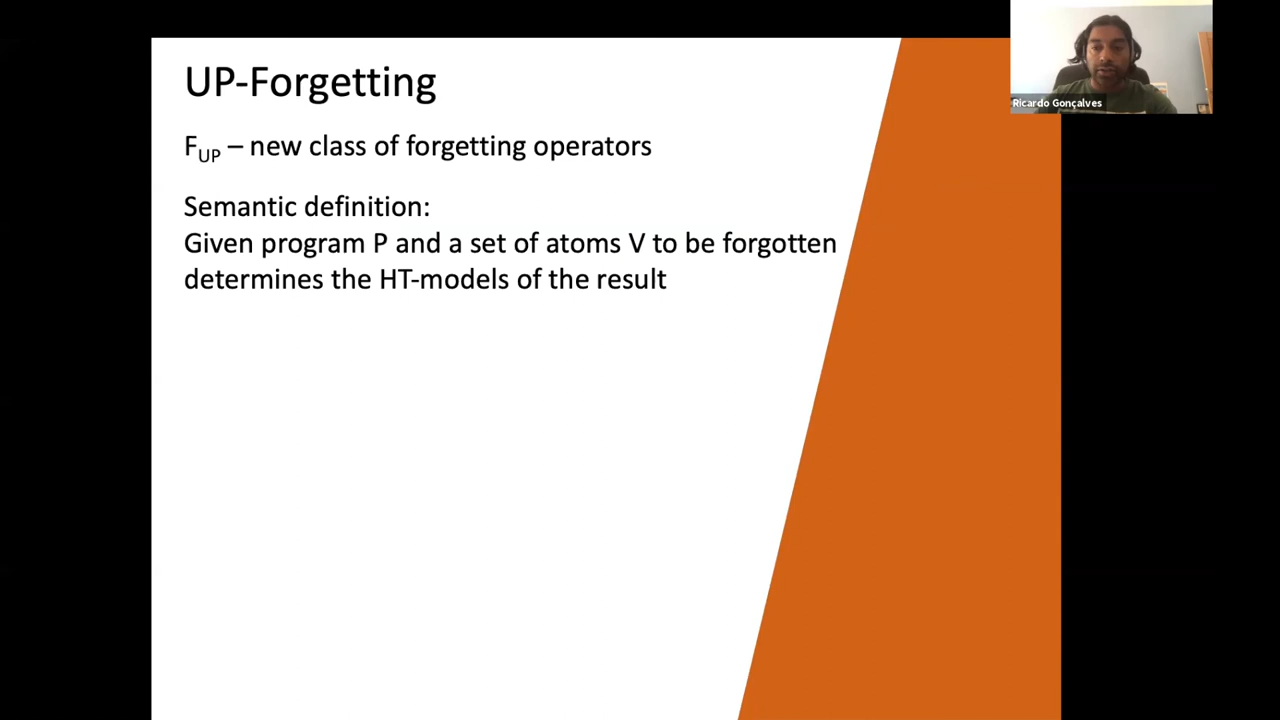 UP-Forgetting
F_UP – new class of forgetting operators
Semantic definition:
Given program P and a set of atoms V to be forgotten
determines the HT-models of the result
Ricardo Gonçalves